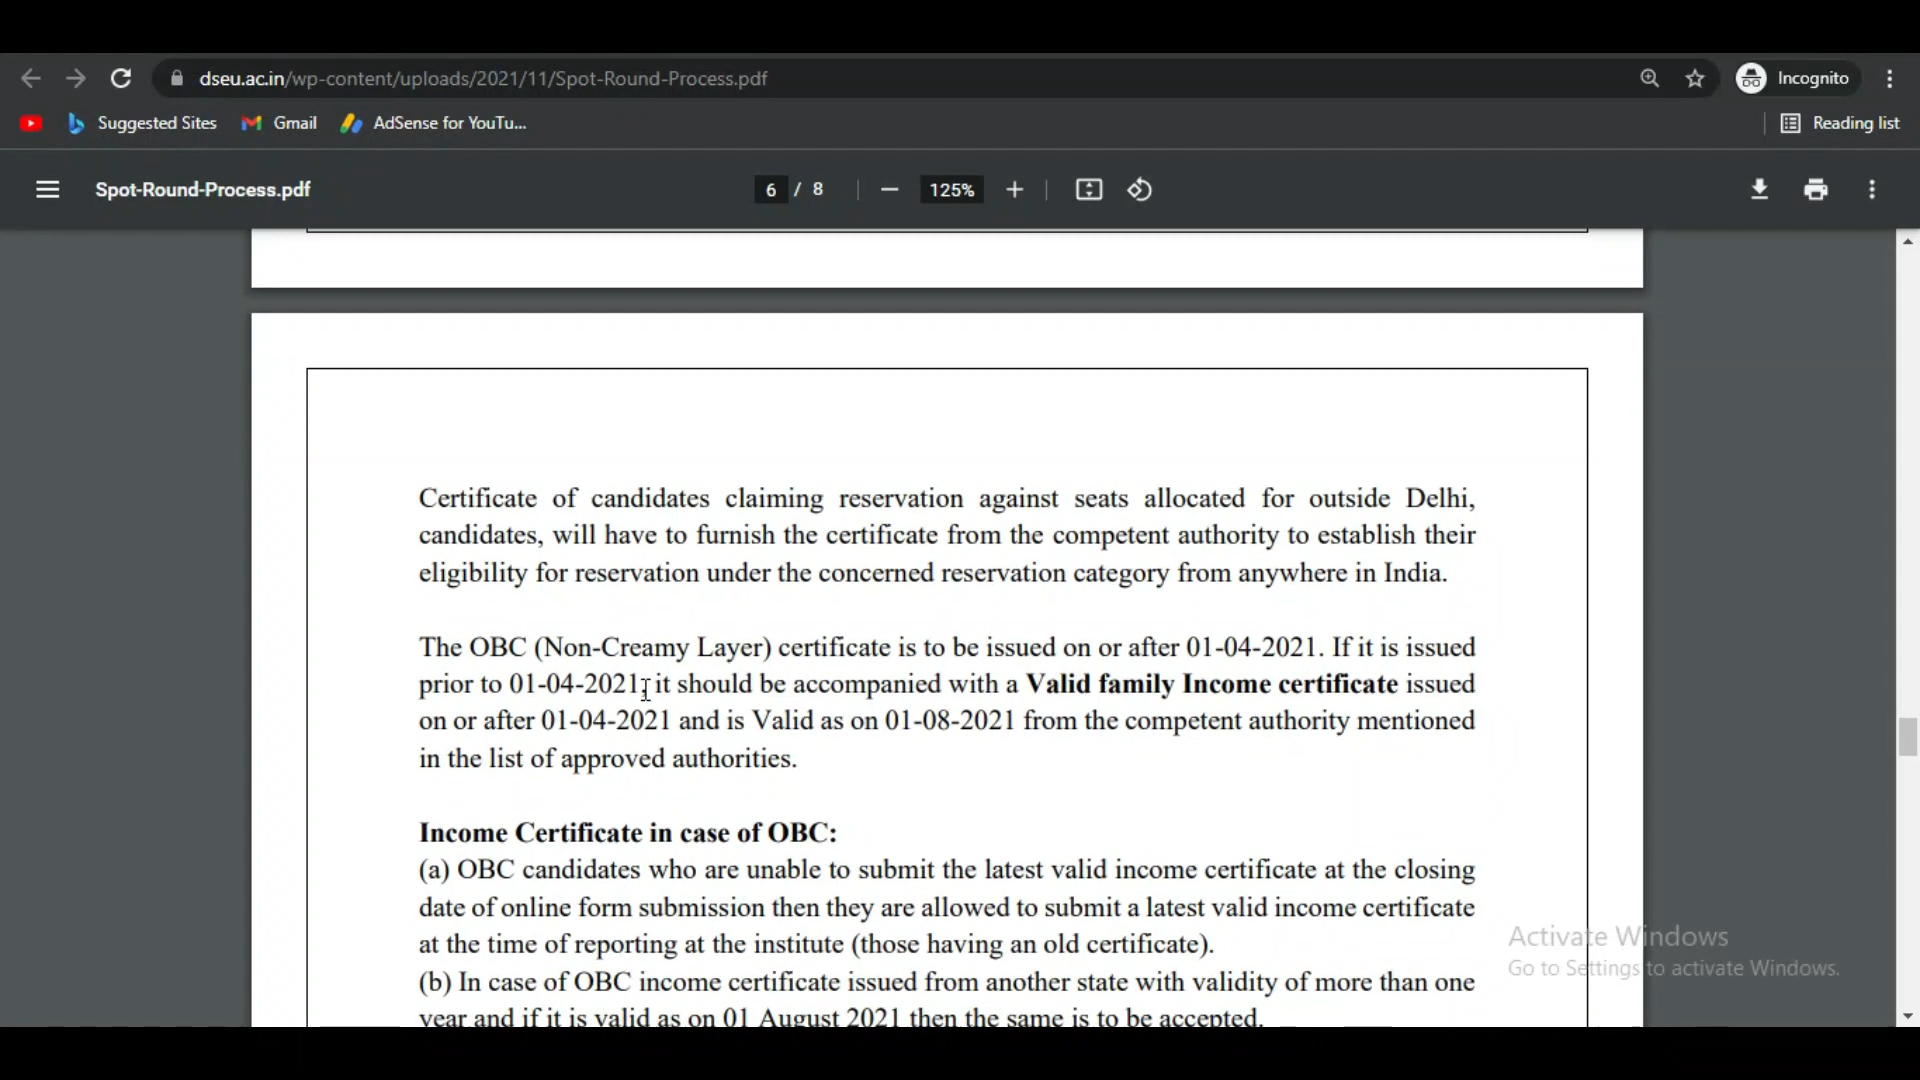 dseu.ac.in/wp-content/uploads/2021/11/Spot-Round-Process.pdf
Incognito
Suggested Sites
Gmail
AdSense for YouTu...
Reading list
Spot-Round-Process.pdf
6 / 8
125%
Certificate of candidates claiming reservation against seats allocated for outside Delhi,
candidates, will have to furnish the certificate from the competent authority to establish their
eligibility for reservation under the concerned reservation category from anywhere in India.
The OBC (Non-Creamy Layer) certificate is to be issued on or after 01-04-2021. If it is issued
prior to 01-04-2021, it should be accompanied with a Valid family Income certificate issued
on or after 01-04-2021 and is Valid as on 01-08-2021 from the competent authority mentioned
in the list of approved authorities.
Income Certificate in case of OBC:
(a) OBC candidates who are unable to submit the latest valid income certificate at the closing
date of online form submission then they are allowed to submit a latest valid income certificate
at the time of reporting at the institute (those having an old certificate).
(b) In case of OBC income certificate issued from another state with validity of more than one
year and if it is valid as on 01 August 2021 then the same is to be accepted.
Activate Windows
Go to Settings to activate Windows.